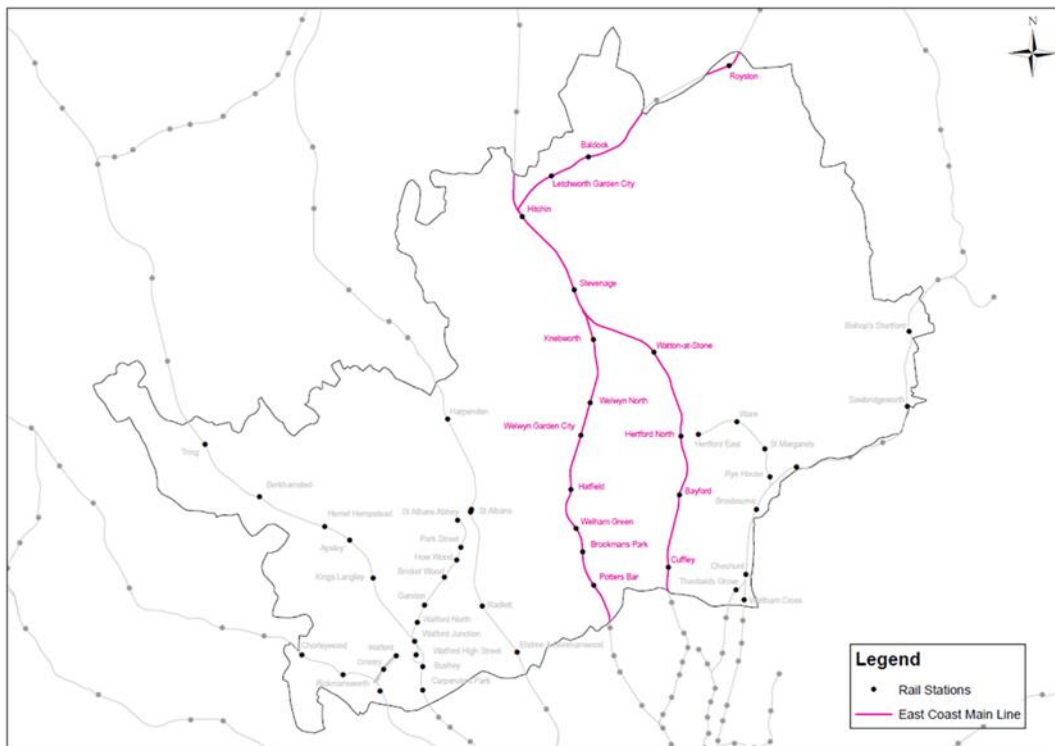 N
Royston
Baldock
Letchworth Garden City
Hitchin
Stevenage
Bishop's Stortford
Knebworth
Watton-at-Stone
Sawbridgeworth
Welwyn North
Harpenden
Ware
Welwyn Garden City
Hertford North
Hertford East
St Margarets
Tring
Rye House
Hatfield
Bayford
Berkhamsted
Broxbourne
St Albans Abbey
St Albans
Hemel Hempstead
Welham Green
Park Street
Apsley
Brookmans Park
How Wood
Cuffley
Cheshunt
Bricket Wood
Kings Langley
Potters Bar
Theobalds Grove
Waltham Cross
Garston
Radlett
Watford North
Watford Junction
Chorleywood
Watford
Watford High Street
Elstree & Borehamwood
Croxley
Bushey
Rickmansworth
Carpenders Park
Legend
Rail Stations
East Coast Main Line